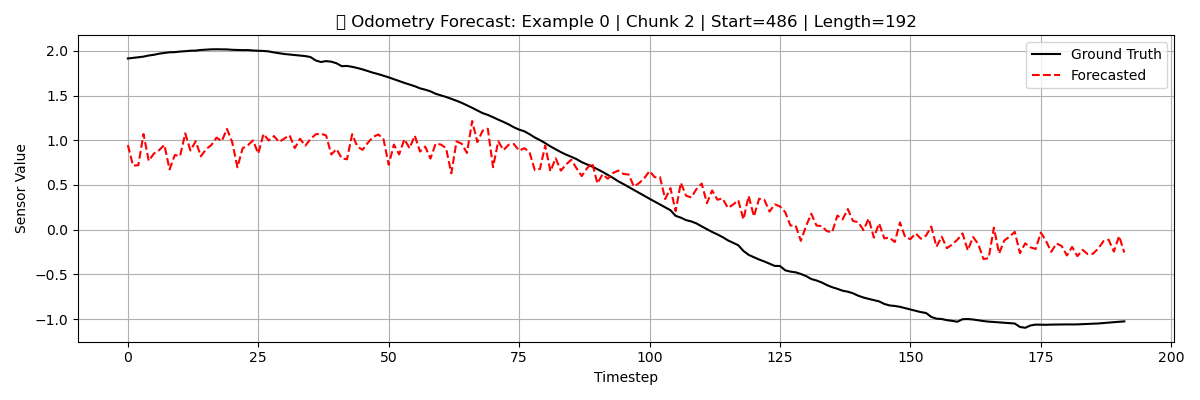 ▯ Odometry Forecast: Example 0 | Chunk 2 | Start=486 | Length=192
Ground Truth
Forecasted
Sensor Value
2.0
1.5
1.0
0.5
0.0
−0.5
−1.0
0 25 50 75 100 125 150 175 200
Timestep